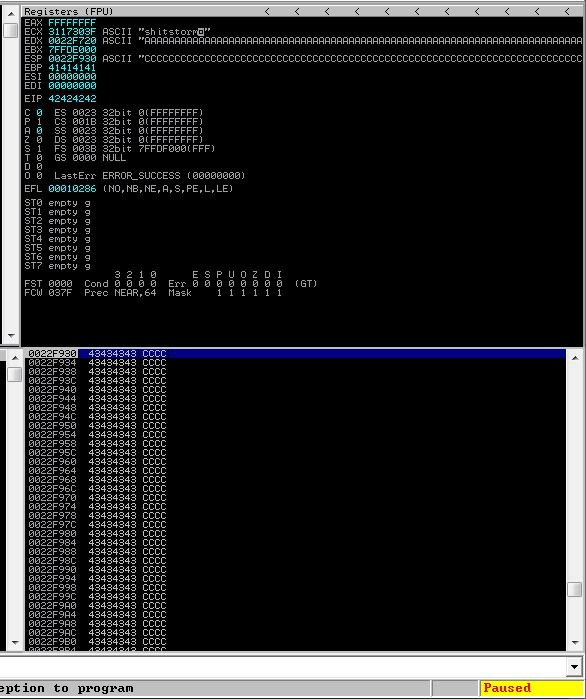 Registers (FPU) < < < < < < < < < < <
EAX FFFFFFFF
ECX 3117303F ASCII "shitstorm
EDX 0022F720 ASCII "AAAAAAAAAAAAAAAAAAAAAAAAAAAAAAAAAAAAAAAAAAAAAAAAAAAAAAAAAAAAAAAAAAAAAAA
EBX 7FFDE000
ESP 0022F930 ASCII "CCCCCCCCCCCCCCCCCCCCCCCCCCCCCCCCCCCCCCCCCCCCCCCCCCCCCCCCCCCCCCCCCCCCCCC
EBP 41414141
ESI 00000000
EDI 00000000
EIP 42424242
C 0 ES 0023 32bit 0(FFFFFFFF)
P 1 CS 001B 32bit 0(FFFFFFFF)
A 0 SS 0023 32bit 0(FFFFFFFF)
Z 0 DS 0023 32bit 0(FFFFFFFF)
S 1 FS 003B 32bit 7FFDF000(FFF)
T 0 GS 0000 NULL
D 0
O 0 LastErr ERROR_SUCCESS (00000000)
EFL 00010286 (NO,NB,NE,A,S,PE,L,LE)
ST0 empty g
ST1 empty g
ST2 empty g
ST3 empty g
ST4 empty g
ST5 empty g
ST6 empty g
ST7 empty g
3 2 1 0 E S P U O Z D I
FST 0000 Cond 0 0 0 0 Err 0 0 0 0 0 0 0 0 (GT)
FCW 037F Prec NEAR,64 Mask 1 1 1 1 1 1
0022F930 43434343 CCCC
0022F934 43434343 CCCC
0022F938 43434343 CCCC
0022F93C 43434343 CCCC
0022F940 43434343 CCCC
0022F944 43434343 CCCC
0022F948 43434343 CCCC
0022F94C 43434343 CCCC
0022F950 43434343 CCCC
0022F954 43434343 CCCC
0022F958 43434343 CCCC
0022F95C 43434343 CCCC
0022F960 43434343 CCCC
0022F964 43434343 CCCC
0022F968 43434343 CCCC
0022F96C 43434343 CCCC
0022F970 43434343 CCCC
0022F974 43434343 CCCC
0022F978 43434343 CCCC
0022F97C 43434343 CCCC
0022F980 43434343 CCCC
0022F984 43434343 CCCC
0022F988 43434343 CCCC
0022F98C 43434343 CCCC
0022F990 43434343 CCCC
0022F994 43434343 CCCC
0022F998 43434343 CCCC
0022F99C 43434343 CCCC
0022F9A0 43434343 CCCC
0022F9A4 43434343 CCCC
0022F9A8 43434343 CCCC
0022F9AC 43434343 CCCC
0022F9B0 43434343 CCCC
0022F9B4 43434343 CCCC
eption to program Paused